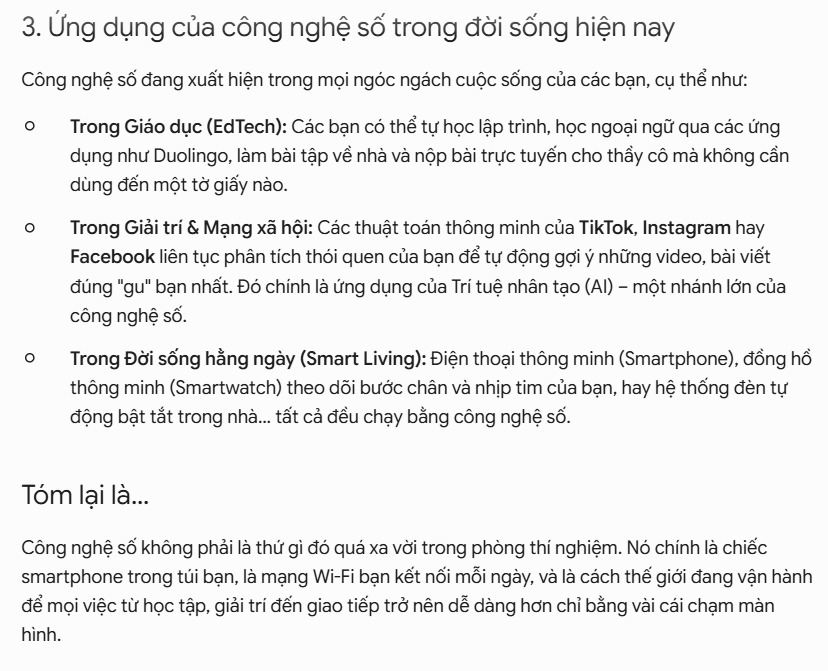 3. Ứng dụng của công nghệ số trong đời sống hiện nay
Công nghệ số đang xuất hiện trong mọi ngóc ngách cuộc sống của các bạn, cụ thể như:
Trong Giáo dục (EdTech): Các bạn có thể tự học lập trình, học ngoại ngữ qua các ứng
dụng như Duolingo, làm bài tập về nhà và nộp bài trực tuyến cho thầy cô mà không cần
dùng đến một tờ giấy nào.
Trong Giải trí & Mạng xã hội: Các thuật toán thông minh của TikTok, Instagram hay
Facebook liên tục phân tích thói quen của bạn để tự động gợi ý những video, bài viết
đúng "gu" bạn nhất. Đó chính là ứng dụng của Trí tuệ nhân tạo (AI) – một nhánh lớn của
công nghệ số.
Trong Đời sống hằng ngày (Smart Living): Điện thoại thông minh (Smartphone), đồng hồ
thông minh (Smartwatch) theo dõi bước chân và nhịp tim của bạn, hay hệ thống đèn tự
động bật tắt trong nhà... tất cả đều chạy bằng công nghệ số.
Tóm lại là...
Công nghệ số không phải là thứ gì đó quá xa vời trong phòng thí nghiệm. Nó chính là chiếc
smartphone trong túi bạn, là mạng Wi-Fi bạn kết nối mỗi ngày, và là cách thế giới đang vận hành
để mọi việc từ học tập, giải trí đến giao tiếp trở nên dễ dàng hơn chỉ bằng vài cái chạm màn
hình.